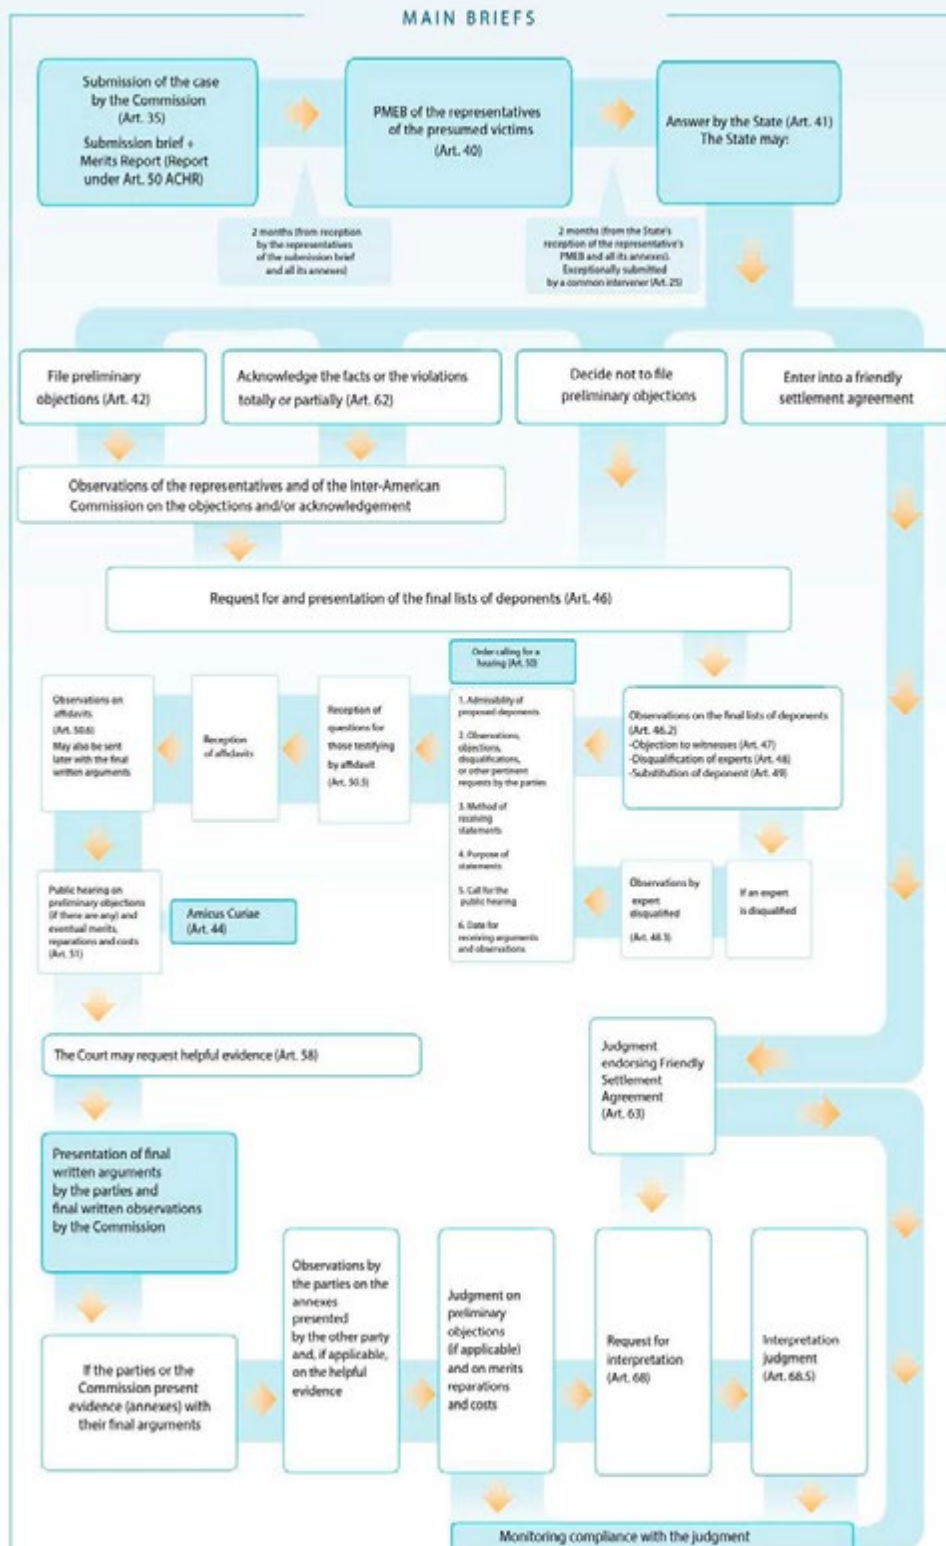 MAIN BRIEFS
Submission of the case
by the Commission
(Art. 35)
Submission brief +
Merits Report (Report
under Art. 50 ACHR)
PMEB of the representatives
of the presumed victims
(Art. 40)
Answer by the State (Art. 41)
The State may:
2 months (from reception
by the representatives
of the submission brief
and all its annexes)
2 months (from the State's
reception of the representative's
PMEB and all its annexes).
Exceptionally submitted
by a common intervener (Art. 25)
File preliminary
objections (Art. 42)
Acknowledge the facts or the violations
totally or partially (Art. 62)
Decide not to file
preliminary objections
Enter into a friendly
settlement agreement
Observations of the representatives and of the Inter-American
Commission on the objections and/or acknowledgement
Request for and presentation of the final lists of deponents (Art. 46)
Observations on the final lists of deponents
(Art. 46.2)
-Objection to witnesses (Art. 47)
-Disqualification of experts (Art. 48)
-Substitution of deponent (Art. 49)
If an expert
is disqualified
Observations by
expert
disqualified
(Art. 48.3)
Order calling for a
hearing (Art. 50)
1. Admissibility of
proposed deponents
2. Observations,
objections,
disqualifications,
or other pertinent
requests by the parties
3. Method of
receiving
statements
4. Purpose of
statements
5. Call for the
public hearing
6. Date for
receiving arguments
and observations
Reception of
questions for
those testifying
by affidavit
(Art. 50.5)
Reception
of affidavits
Observations on
affidavits
(Art. 50.6)
May also be sent
later with the final
written arguments
Public hearing on
preliminary objections
(if there are any) and
eventual merits,
reparations and costs
(Art. 51)
Amicus Curiae
(Art. 44)
The Court may request helpful evidence (Art. 58)
Judgment
endorsing Friendly
Settlement
Agreement
(Art. 63)
Presentation of final
written arguments
by the parties and
final written observations
by the Commission
If the parties or the
Commission present
evidence (annexes) with
their final arguments
Observations by
the parties on the
annexes
presented
by the other party
and, if applicable,
on the helpful
evidence
Judgment on
preliminary
objections
(if applicable)
and on merits
reparations
and costs
Request for
interpretation
(Art. 68)
Interpretation
judgment
(Art. 68.5)
Monitoring compliance with the judgment